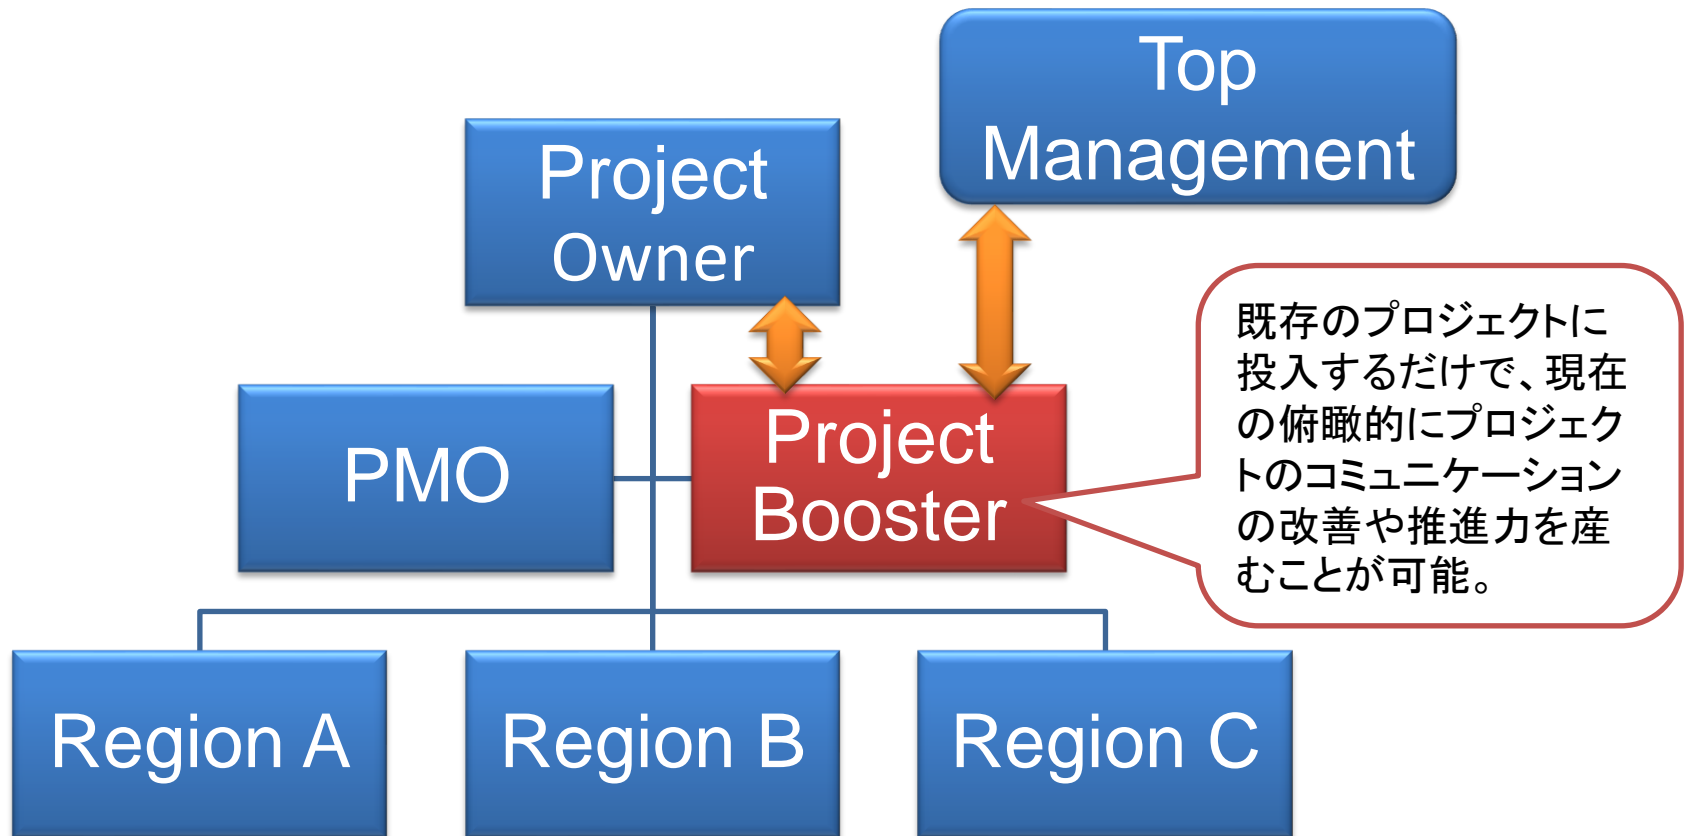 Top
Management
Project
Owner
PMO
Project
Booster
既存のプロジェクトに
投入するだけで、現在
の俯瞰的にプロジェク
トのコミュニケーション
の改善や推進力を産
むことが可能。
Region A
Region B
Region C